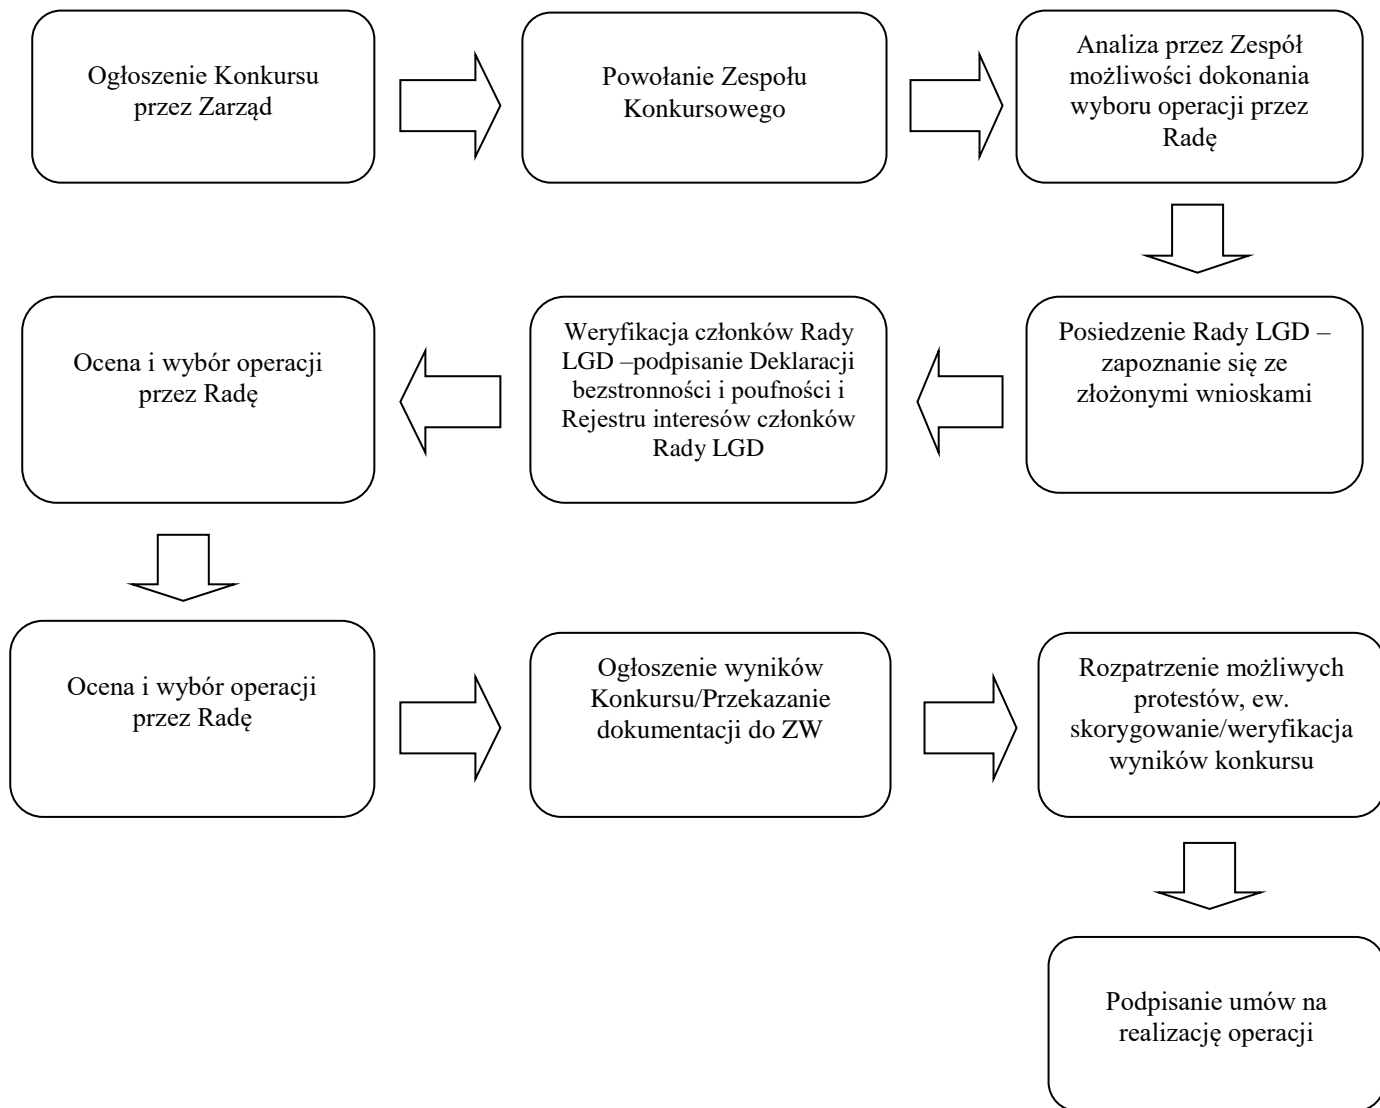 Ogłoszenie Konkursu
przez Zarząd
Powołanie Zespołu
Konkursowego
Analiza przez Zespół
możliwości dokonania
wyboru operacji przez
Radę
Posiedzenie Rady LGD –
zapoznanie się ze
złożonymi wnioskami
Weryfikacja członków Rady
LGD –podpisanie Deklaracji
bezstronności i poufności i
Rejestru interesów członków
Rady LGD
Ocena i wybór operacji
przez Radę
Ocena i wybór operacji
przez Radę
Ogłoszenie wyników
Konkursu/Przekazanie
dokumentacji do ZW
Rozpatrzenie możliwych
protestów, ew.
skorygowanie/weryfikacja
wyników konkursu
Podpisanie umów na
realizację operacji